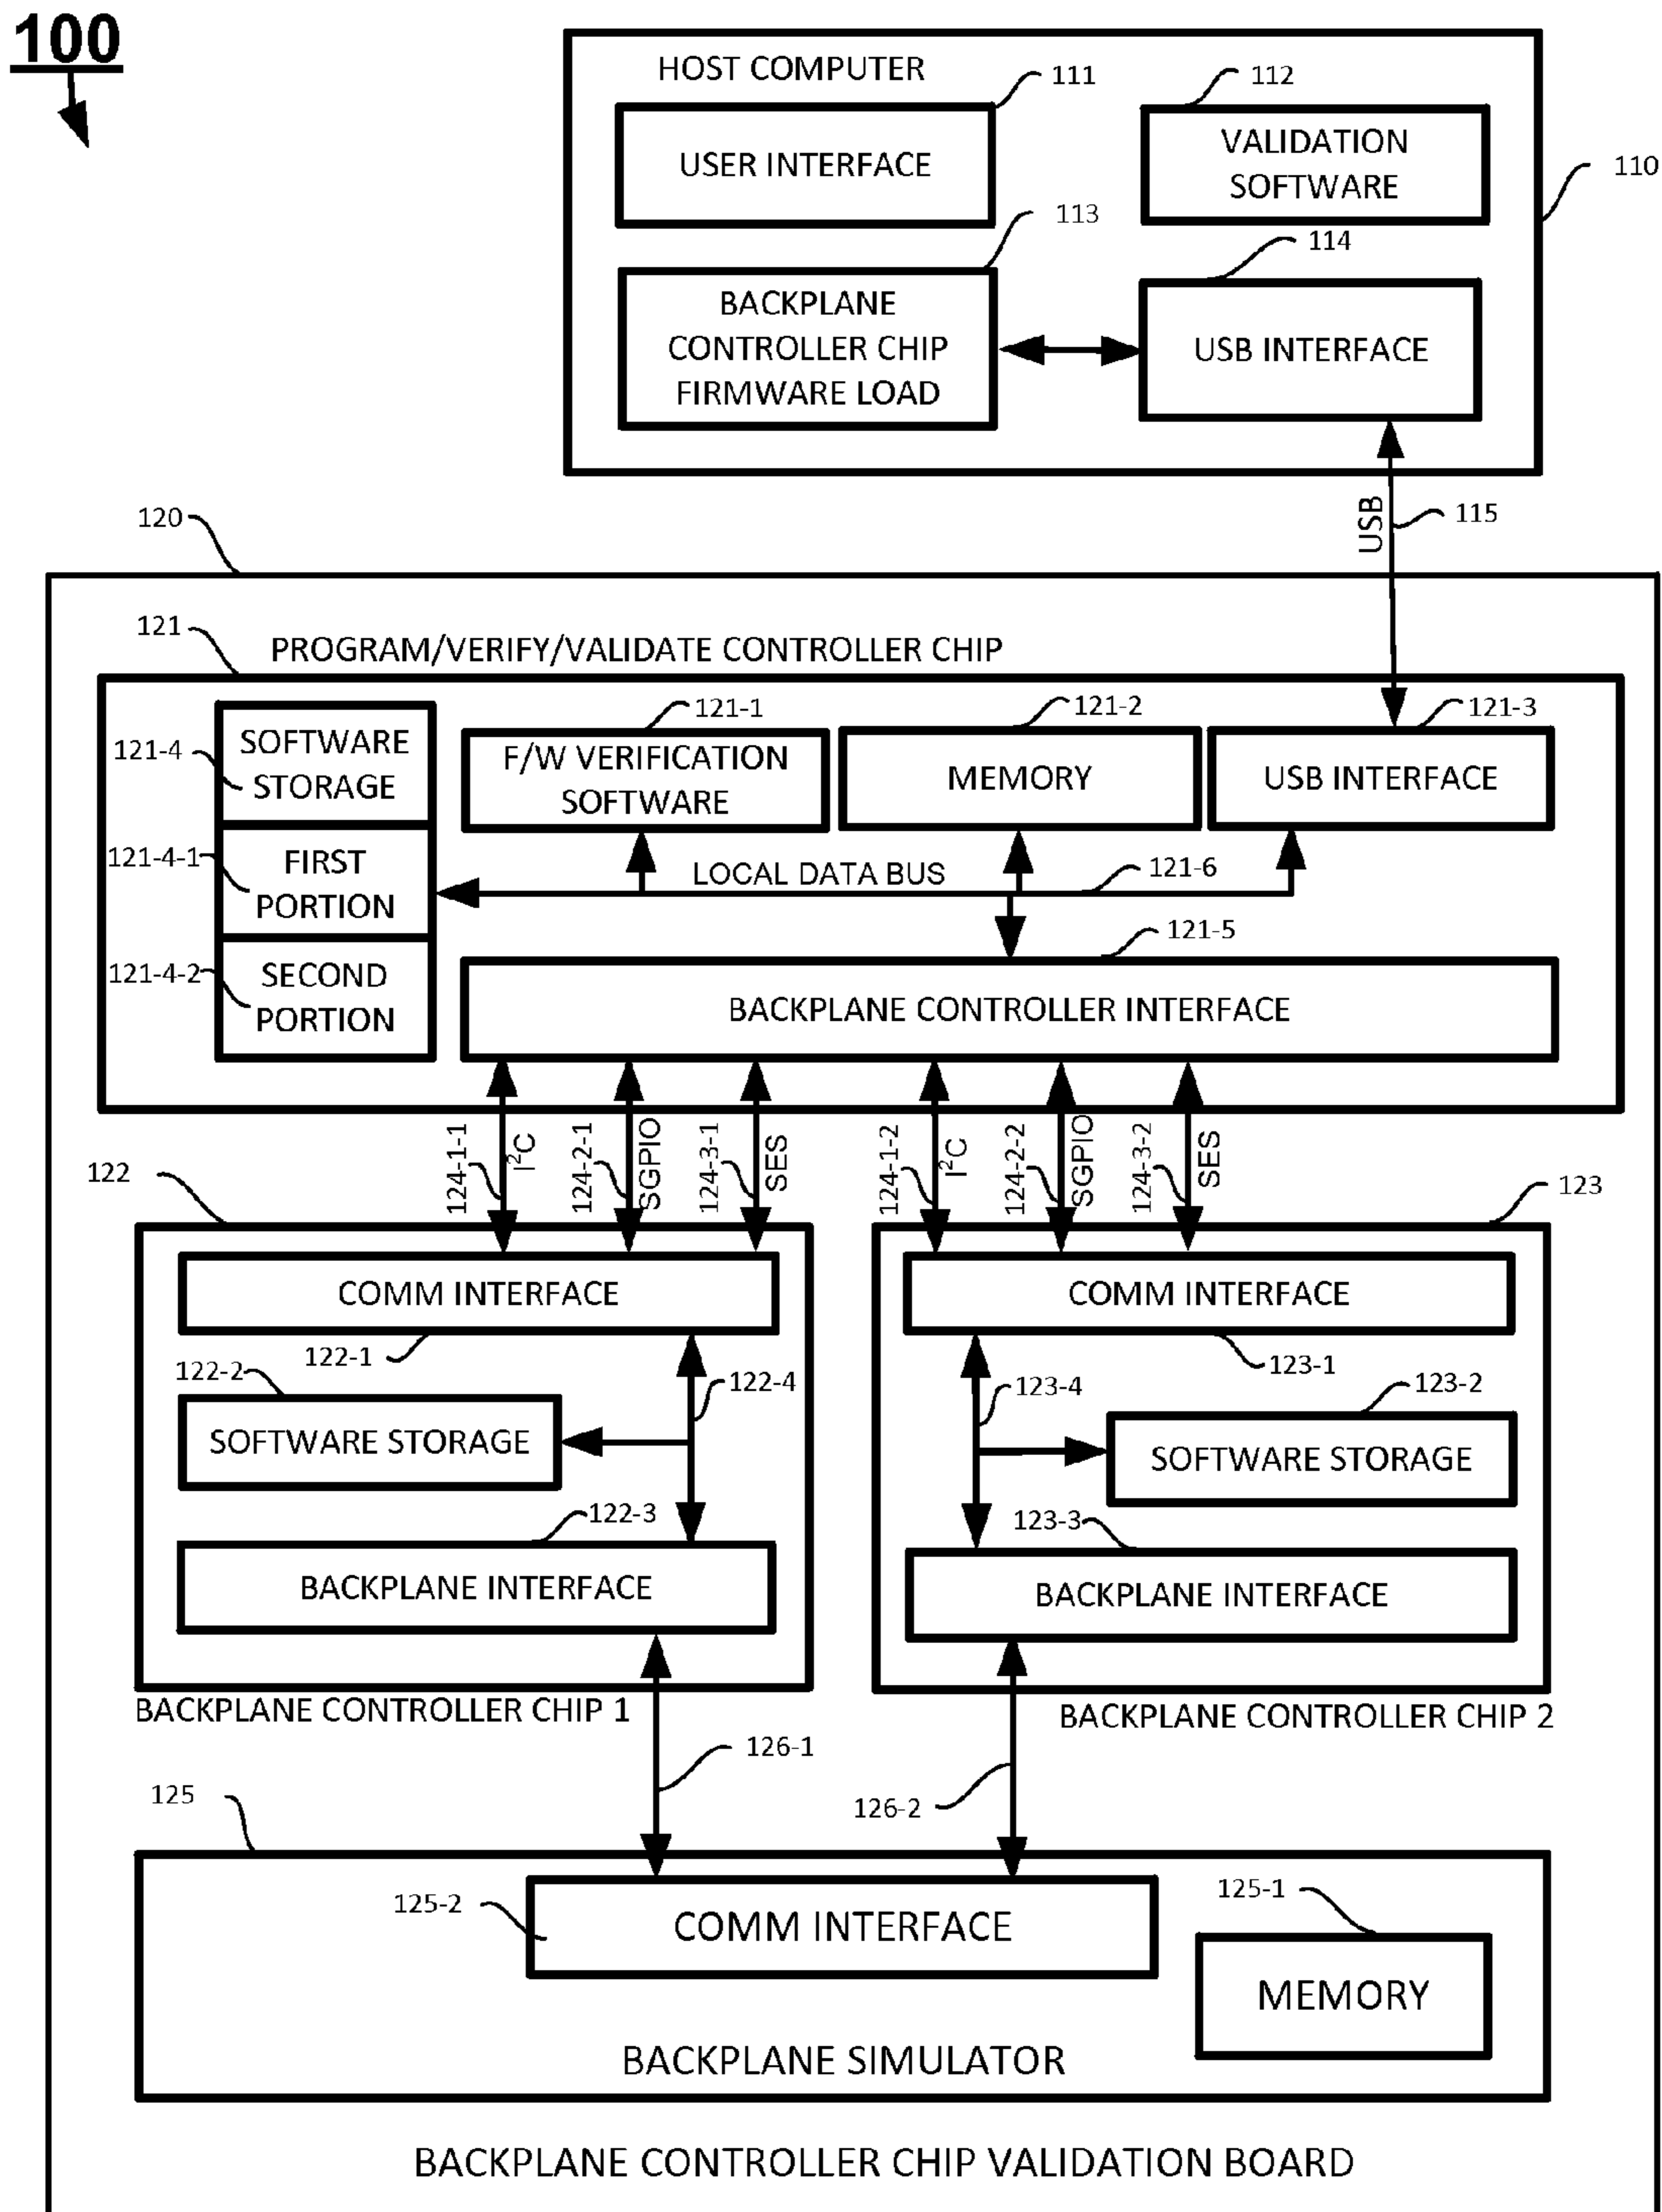 100
HOST COMPUTER
111
112
USER INTERFACE
VALIDATION
SOFTWARE
110
113
114
BACKPLANE
CONTROLLER CHIP
FIRMWARE LOAD
USB INTERFACE
120
USB
115
121
PROGRAM/VERIFY/VALIDATE CONTROLLER CHIP
121-4
SOFTWARE
STORAGE
121-1
F/W VERIFICATION
SOFTWARE
121-2
MEMORY
121-3
USB INTERFACE
121-4-1
FIRST
PORTION
LOCAL DATA BUS
121-6
121-4-2
SECOND
PORTION
121-5
BACKPLANE CONTROLLER INTERFACE
124-1-1
I²C
124-2-1
SGPIO
124-3-1
SES
124-1-2
I²C
124-2-2
SGPIO
124-3-2
SES
122
123
COMM INTERFACE
COMM INTERFACE
122-1
123-1
122-2
122-4
123-4
123-2
SOFTWARE STORAGE
SOFTWARE STORAGE
122-3
123-3
BACKPLANE INTERFACE
BACKPLANE INTERFACE
BACKPLANE CONTROLLER CHIP 1
BACKPLANE CONTROLLER CHIP 2
126-1
126-2
125
125-2
COMM INTERFACE
125-1
MEMORY
BACKPLANE SIMULATOR
BACKPLANE CONTROLLER CHIP VALIDATION BOARD